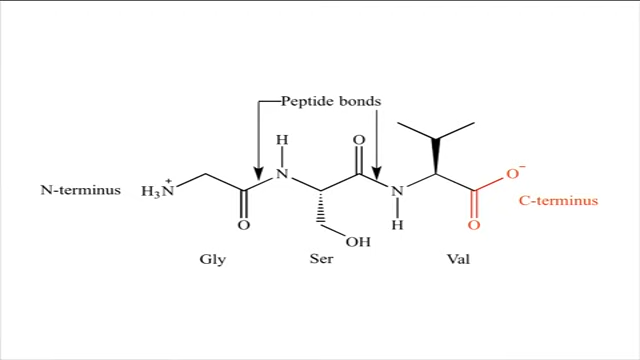 Peptide bonds
H
O
N-terminus
H₃N⁺
N
N
O⁻
C-terminus
O
H
O
OH
Gly
Ser
Val